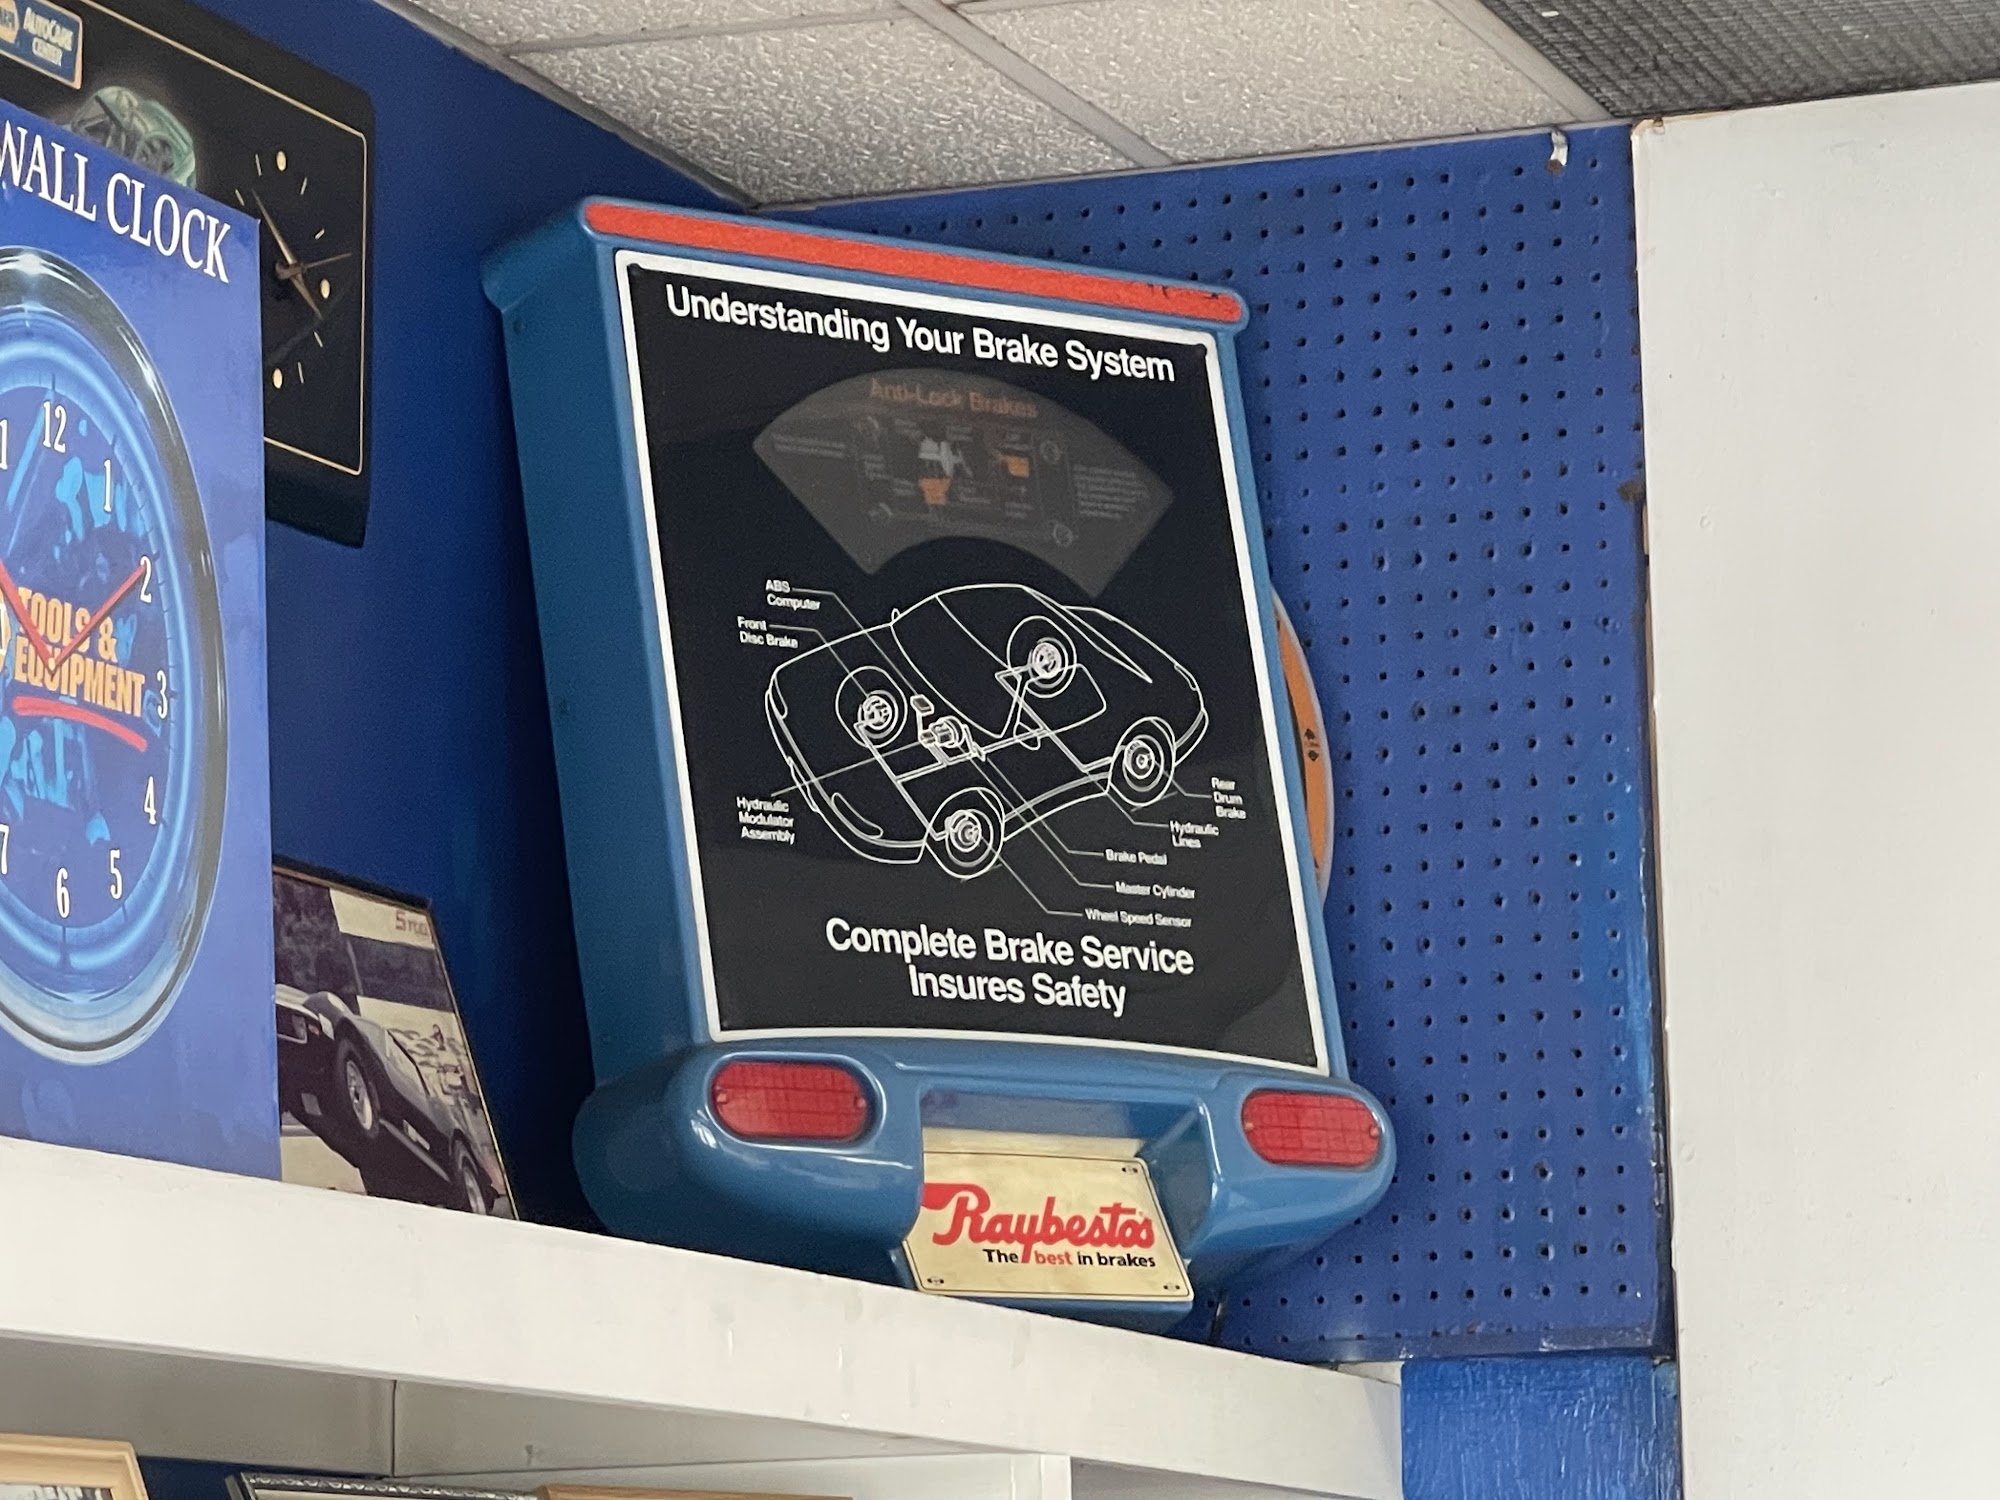 AUTOCARE
CENTER
WALL CLOCK
12
1
2
3
4
5
6
7
TOOLS &
EQUIPMENT
Understanding Your Brake System
Anti-Lock Brakes
ABS
Computer
Front
Disc Brake
Hydraulic
Modulator
Assembly
Rear
Drum
Brake
Hydraulic
Lines
Brake Pedal
Master Cylinder
Wheel Speed Sensor
Complete Brake Service
Insures Safety
Raybestos
The best in brakes